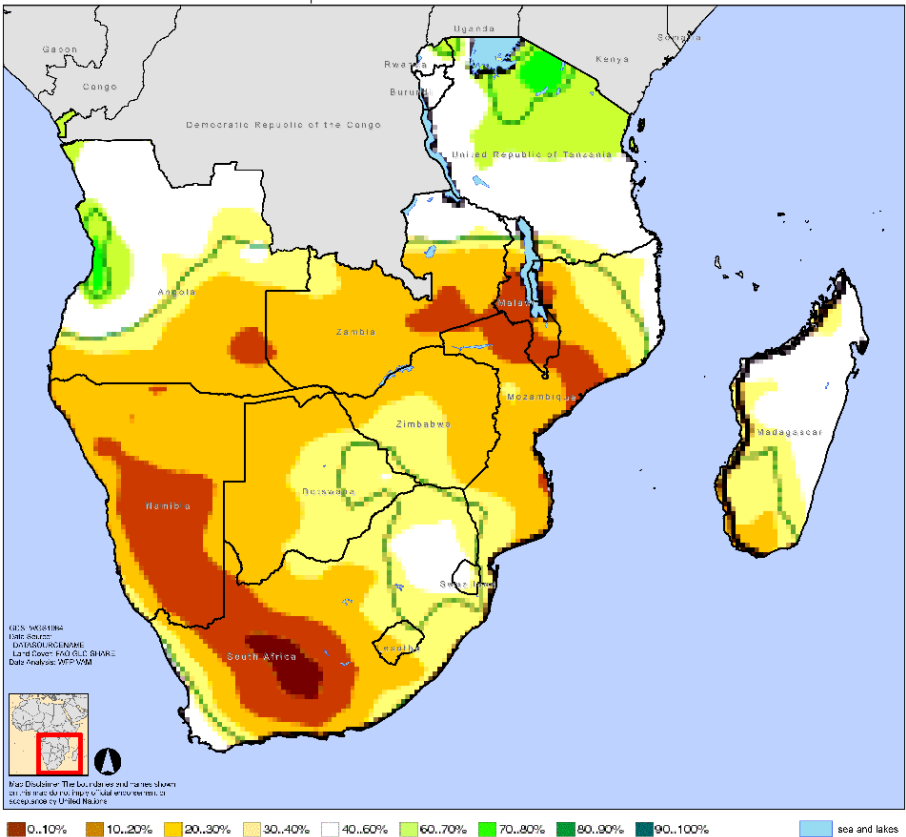 Uganda
Somalia
Gabon
Kenya
Rwanda
Congo
Burundi
Democratic Republic of the Congo
United Republic of Tanzania
Angola
Malawi
Zambia
Mozambique
Zimbabwe
Madagascar
Botswana
Namibia
Swaziland
GCS: WGS1984
Data Source:
DATASOURCENAME
Land Cover: FAO GLC SHARE
Data Analysis: WFP VAM
Lesotho
South Africa
Map Disclaimer: The boundaries and names shown
on this map do not imply official endorsement or
acceptance by United Nations
0..10% 10..20% 20..30% 30..40% 40..60% 60..70% 70..80% 80..90% 90..100% sea and lakes